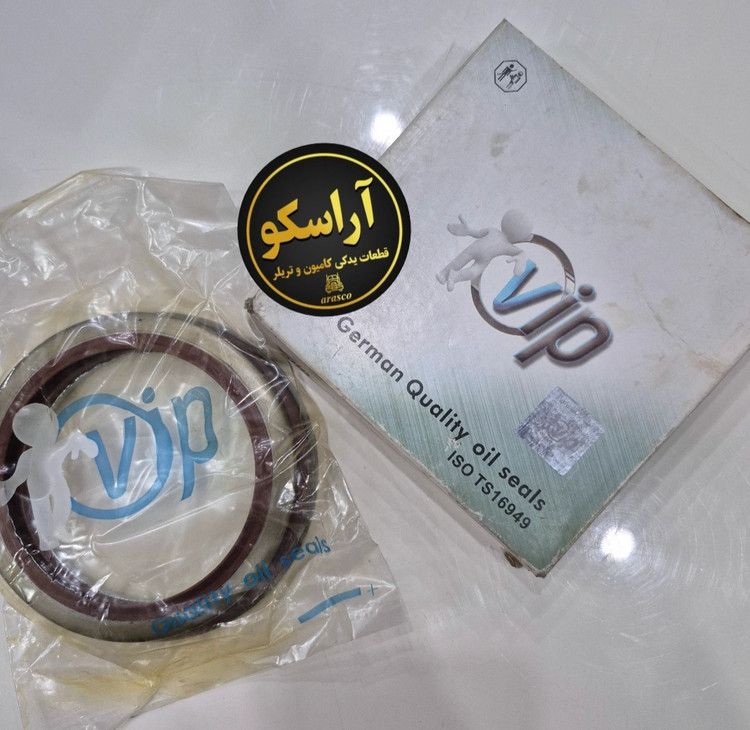 آراسکو
قطعات یدکی کامیون و تریلر
arasco
vip
German Quality oil seals
ISO TS16949
vip
Quality oil seals